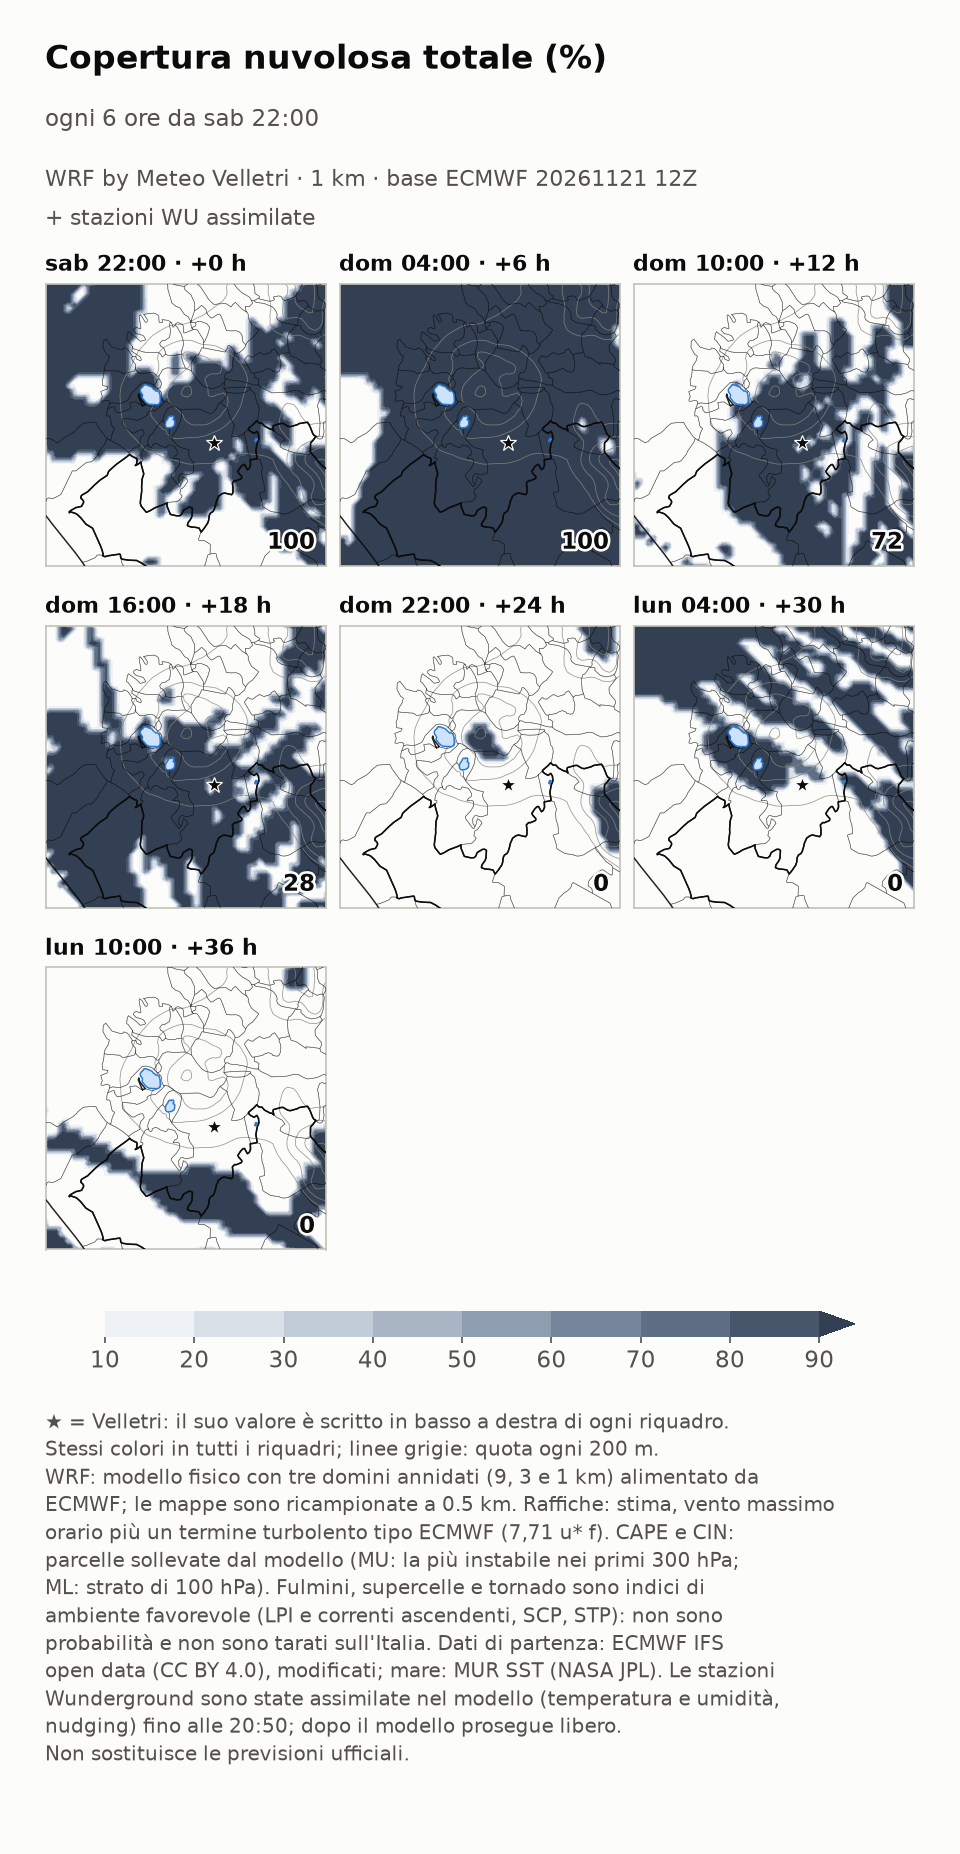 Copertura nuvolosa totale (%)
ogni 6 ore da sab 22:00
WRF by Meteo Velletri · 1 km · base ECMWF 20261121 12Z
+ stazioni WU assimilate
sab 22:00 · +0 h
dom 04:00 · +6 h
dom 10:00 · +12 h
100
100
72
dom 16:00 · +18 h
dom 22:00 · +24 h
lun 04:00 · +30 h
28
0
0
lun 10:00 · +36 h
0
10 20 30 40 50 60 70 80 90
★ = Velletri: il suo valore è scritto in basso a destra di ogni riquadro.
Stessi colori in tutti i riquadri; linee grigie: quota ogni 200 m.
WRF: modello fisico con tre domini annidati (9, 3 e 1 km) alimentato da
ECMWF; le mappe sono ricampionate a 0.5 km. Raffiche: stima, vento massimo
orario più un termine turbolento tipo ECMWF (7,71 u* f). CAPE e CIN:
parcelle sollevate dal modello (MU: la più instabile nei primi 300 hPa;
ML: strato di 100 hPa). Fulmini, supercelle e tornado sono indici di
ambiente favorevole (LPI e correnti ascendenti, SCP, STP): non sono
probabilità e non sono tarati sull'Italia. Dati di partenza: ECMWF IFS
open data (CC BY 4.0), modificati; mare: MUR SST (NASA JPL). Le stazioni
Wunderground sono state assimilate nel modello (temperatura e umidità,
nudging) fino alle 20:50; dopo il modello prosegue libero.
Non sostituisce le previsioni ufficiali.